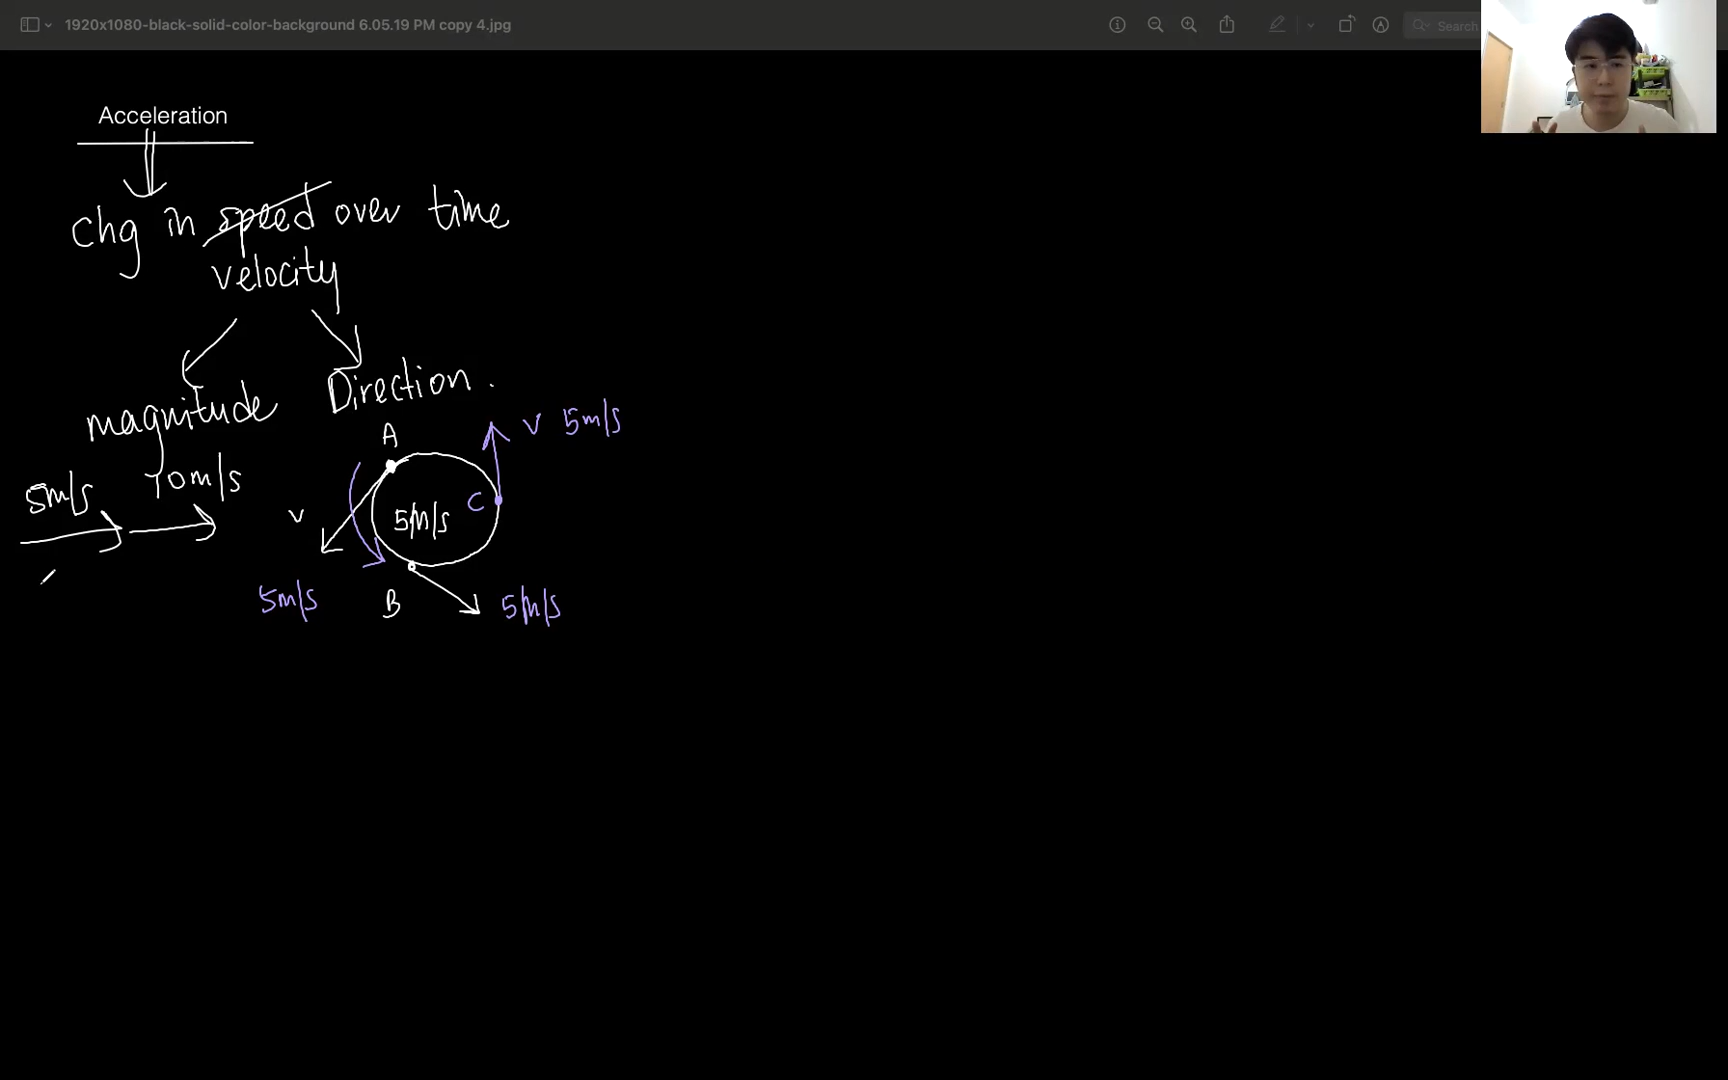 1920x1080-black-solid-color-background 6.05.19 PM copy 4.jpg
Search
Acceleration
Chg in speed over time
velocity
magnitude Direction.
5m/s 10m/s
A
V 5m/s
C
5m/s
V
5m/s
B
5m/s